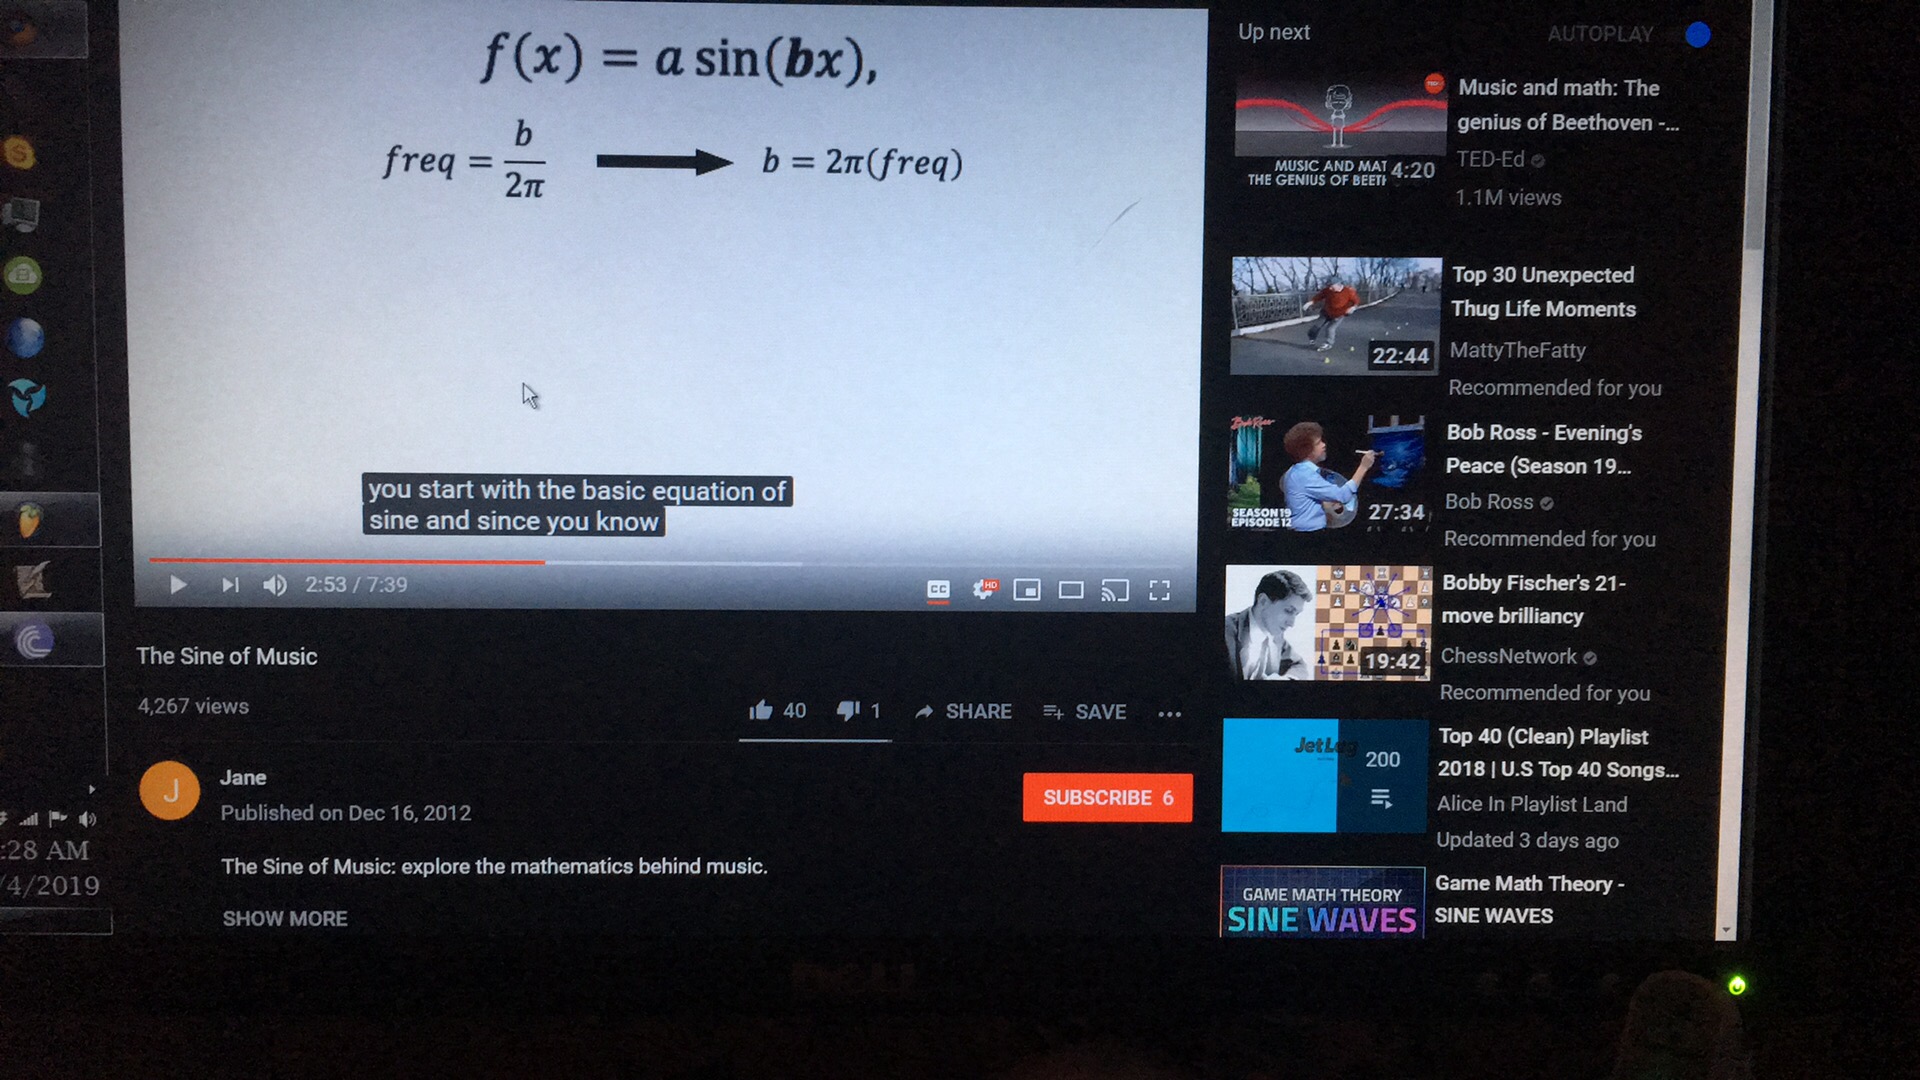 f(x) = a sin(bx),
freq = b/2π → b = 2π(freq)
you start with the basic equation of
sine and since you know
2:53 / 7:39
CC
HD
The Sine of Music
4,267 views
40
1
SHARE
SAVE
J
Jane
Published on Dec 16, 2012
SUBSCRIBE 6
The Sine of Music: explore the mathematics behind music.
SHOW MORE
:28 AM
/4/2019
Up next
AUTOPLAY
MUSIC AND MAT
THE GENIUS OF BEETH
4:20
Music and math: The
genius of Beethoven -...
TED-Ed
1.1M views
22:44
Top 30 Unexpected
Thug Life Moments
MattyTheFatty
Recommended for you
Bob Ross
SEASON 19
EPISODE 12
27:34
Bob Ross - Evening's
Peace (Season 19...
Bob Ross
Recommended for you
19:42
Bobby Fischer's 21-
move brilliancy
ChessNetwork
Recommended for you
200
Top 40 (Clean) Playlist
2018 | U.S Top 40 Songs...
Alice In Playlist Land
Updated 3 days ago
GAME MATH THEORY
SINE WAVES
Game Math Theory -
SINE WAVES